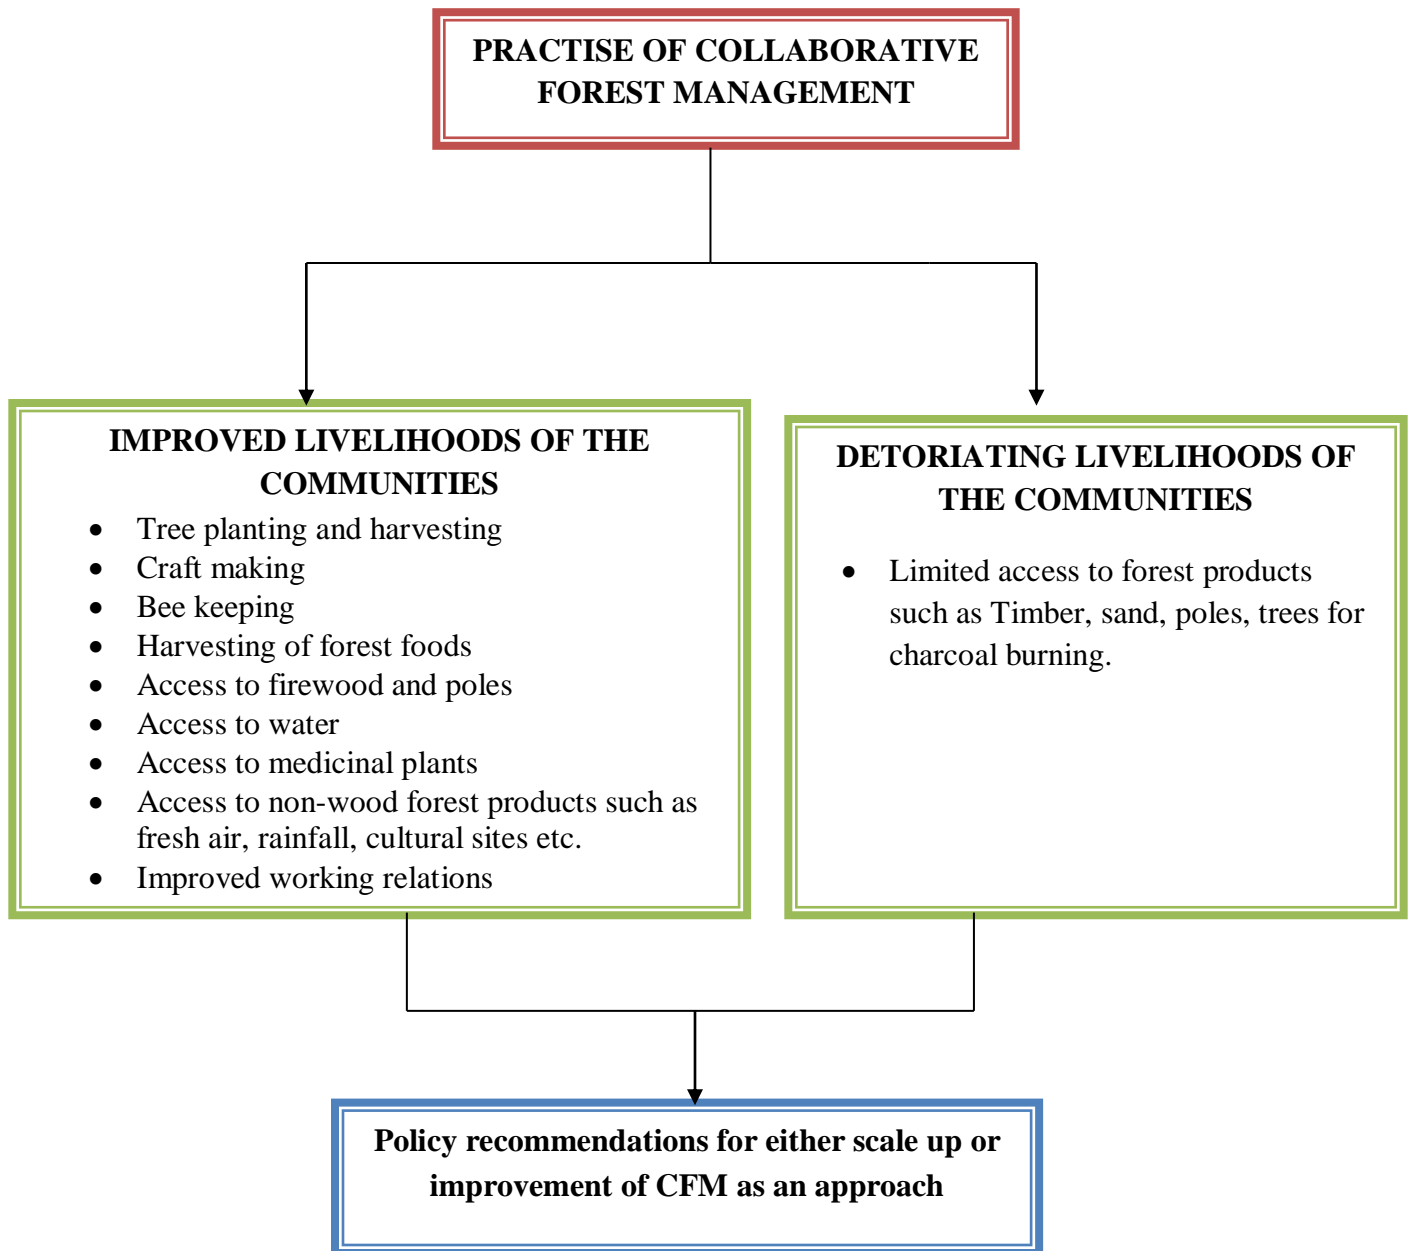 PRACTISE OF COLLABORATIVE
FOREST MANAGEMENT
IMPROVED LIVELIHOODS OF THE
COMMUNITIES
• Tree planting and harvesting
• Craft making
• Bee keeping
• Harvesting of forest foods
• Access to firewood and poles
• Access to water
• Access to medicinal plants
• Access to non-wood forest products such as
fresh air, rainfall, cultural sites etc.
• Improved working relations
DETORIATING LIVELIHOODS OF
THE COMMUNITIES
• Limited access to forest products
such as Timber, sand, poles, trees for
charcoal burning.
Policy recommendations for either scale up or
improvement of CFM as an approach